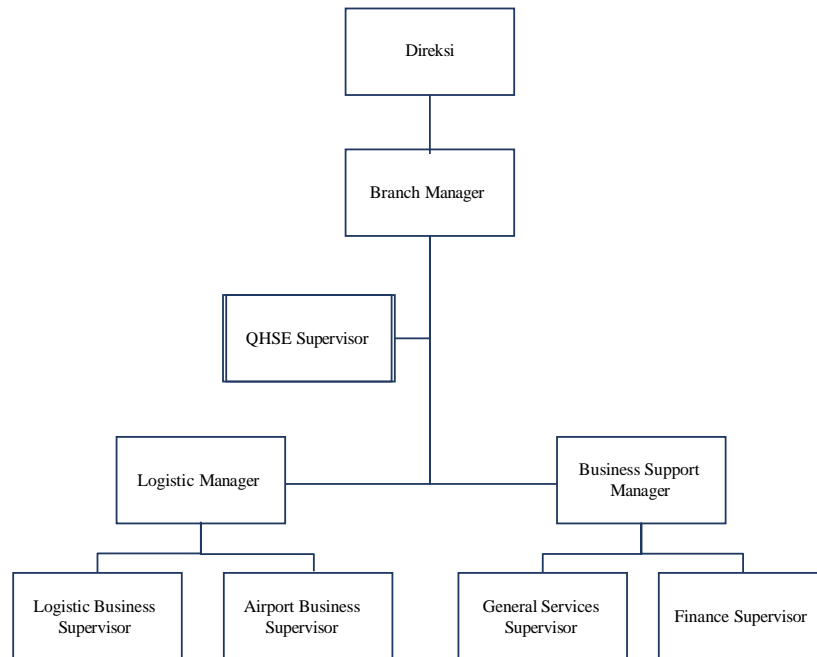 Direksi
Branch Manager
QHSE Supervisor
Logistic Manager
Business Support
Manager
Logistic Business
Supervisor
Airport Business
Supervisor
General Services
Supervisor
Finance Supervisor